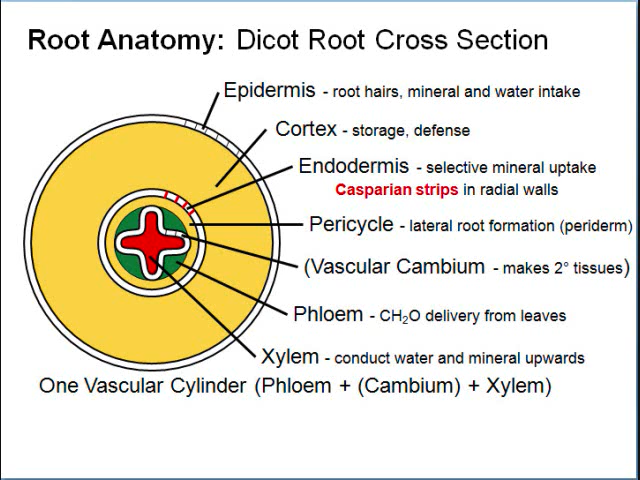 Root Anatomy: Dicot Root Cross Section
Epidermis - root hairs, mineral and water intake
Cortex - storage, defense
Endodermis - selective mineral uptake
Casparian strips in radial walls
Pericycle - lateral root formation (periderm)
(Vascular Cambium - makes 2° tissues)
Phloem - CH₂O delivery from leaves
Xylem - conduct water and mineral upwards
One Vascular Cylinder (Phloem + (Cambium) + Xylem)